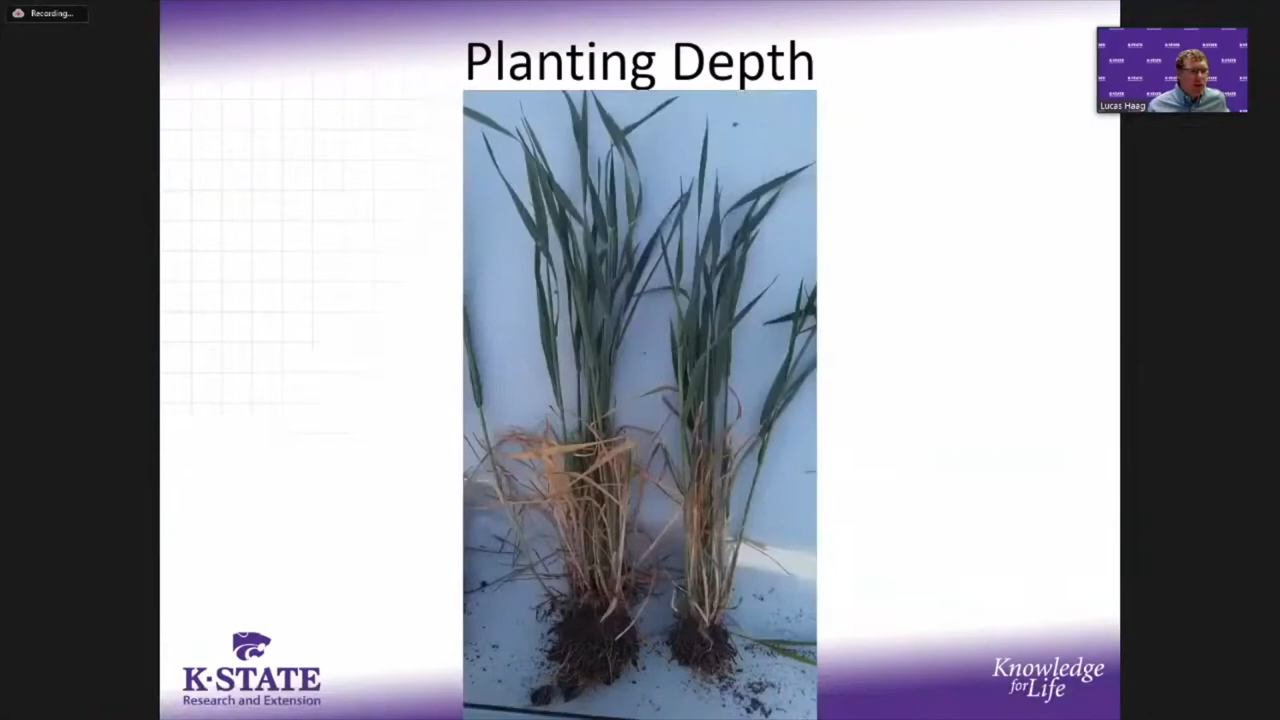 Recording...
Planting Depth
Lucas Haag
K-STATE
Research and Extension
Knowledge
for Life